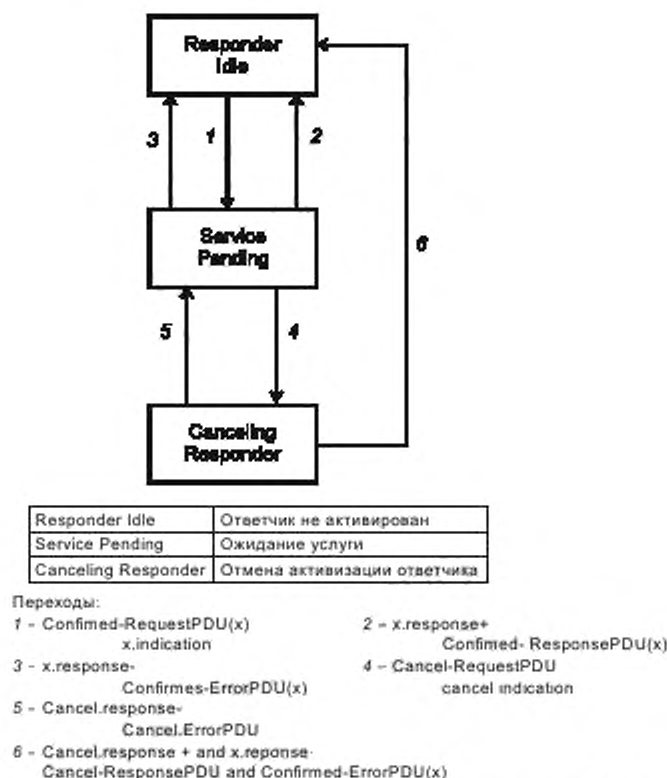 Responder
Idle
3
1
2
Service
Pending
6
5
4
Canceling
Responder
Responder Idle Ответчик не активирован
Service Pending Ожидание услуги
Canceling Responder Отмена активизации ответчика
Переходы:
1 – Confimed-RequestPDU(x)
x.indication
2 – x.response+
Confimed- ResponsePDU(x)
3 – x.response-
Confirmes-ErrorPDU(x)
4 – Cancel-RequestPDU
cancel indication
5 – Cancel.response-
Cancel.ErrorPDU
6 – Cancel.response + and x.reponse-
Cancel-ResponsePDU and Confirmed-ErrorPDU(x)